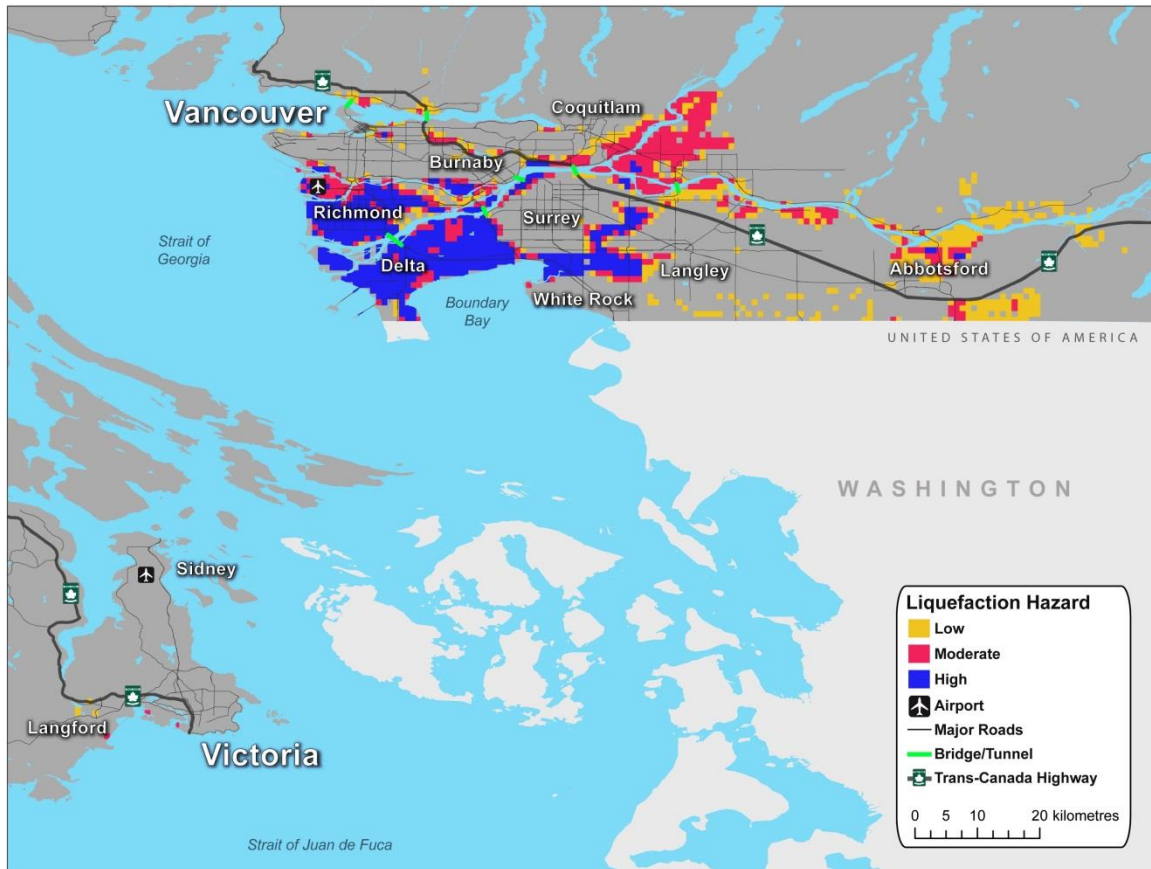 Coquitlam
Vancouver
Burnaby
Richmond
Surrey
Strait of
Georgia
Delta
Langley
Abbotsford
Boundary
Bay
White Rock
UNITED STATES OF AMERICA
WASHINGTON
Sidney
Langford
Victoria
Strait of Juan de Fuca
Liquefaction Hazard
Low
Moderate
High
Airport
Major Roads
Bridge/Tunnel
Trans-Canada Highway
0 5 10 20 kilometres